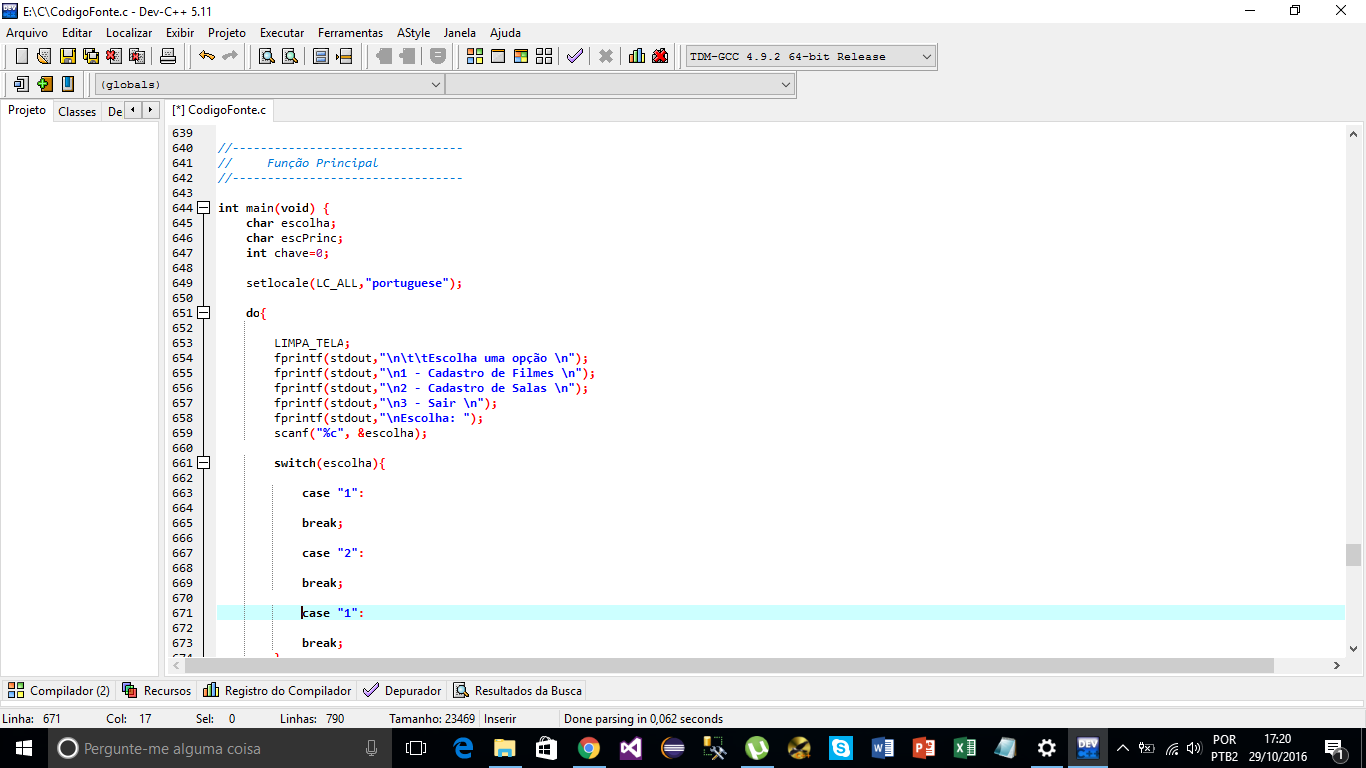 E:\C\CodigoFonte.c - Dev-C++ 5.11
Arquivo Editar Localizar Exibir Projeto Executar Ferramentas AStyle Janela Ajuda
TDM-GCC 4.9.2 64-bit Release
(globals)
Projeto Classes De [*] CodigoFonte.c
639
640 //---------------------------------
641 // Função Principal
642 //---------------------------------
643
644 int main(void) {
645 char escolha;
646 char escPrinc;
647 int chave=0;
648
649 setlocale(LC_ALL,"portuguese");
650
651 do{
652
653 LIMPA_TELA;
654 fprintf(stdout,"\n\t\tEscolha uma opção \n");
655 fprintf(stdout,"\n1 - Cadastro de Filmes \n");
656 fprintf(stdout,"\n2 - Cadastro de Salas \n");
657 fprintf(stdout,"\n3 - Sair \n");
658 fprintf(stdout,"\nEscolha: ");
659 scanf("%c", &escolha);
660
661 switch(escolha){
662
663 case "1":
664
665 break;
666
667 case "2":
668
669 break;
670
671 case "1":
672
673 break;
674 }
Compilador (2) Recursos Registro do Compilador Depurador Resultados da Busca
Linha: 671 Col: 17 Sel: 0 Linhas: 790 Tamanho: 23469 Inserir Done parsing in 0,062 seconds
Pergunte-me alguma coisa
POR 17:20
PTB2 29/10/2016
1